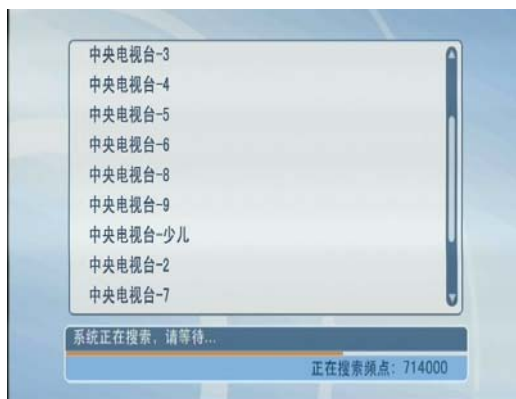 中央电视台-3
中央电视台-4
中央电视台-5
中央电视台-6
中央电视台-8
中央电视台-9
中央电视台-少儿
中央电视台-2
中央电视台-7
系统正在搜索，请等待...
正在搜索频点：714000